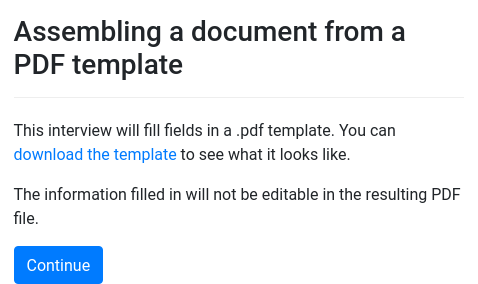 Assembling a document from a
PDF template
This interview will fill fields in a .pdf template. You can
download the template to see what it looks like.
The information filled in will not be editable in the resulting PDF
file.
Continue